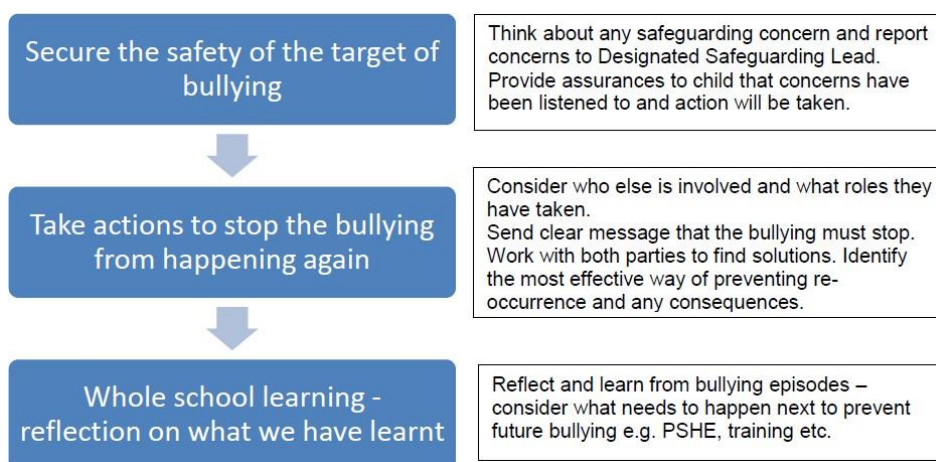 Secure the safety of the target of
bullying
Think about any safeguarding concern and report
concerns to Designated Safeguarding Lead.
Provide assurances to child that concerns have
been listened to and action will be taken.
Take actions to stop the bullying
from happening again
Consider who else is involved and what roles they
have taken.
Send clear message that the bullying must stop.
Work with both parties to find solutions. Identify
the most effective way of preventing re-
occurrence and any consequences.
Whole school learning -
reflection on what we have learnt
Reflect and learn from bullying episodes –
consider what needs to happen next to prevent
future bullying e.g. PSHE, training etc.